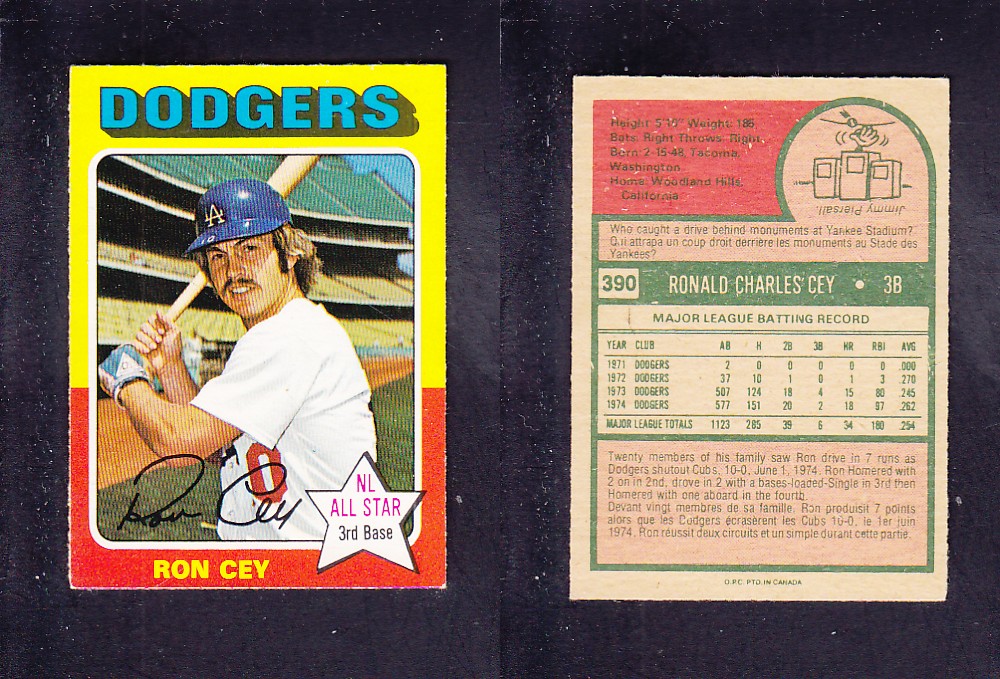 DODGERS
LA
NL
ALL STAR
3rd Base
Ron Cey
RON CEY
Height: 5'10" Weight: 185
Bats: Right Throws: Right
Born: 2-15-48, Tacoma,
Washington
Home: Woodland Hills,
California
Jimmy Piersall.
Who caught a drive behind monuments at
Yankee Stadium?
Qui attrapa un coup droit derrière les monuments au Stade des
Yankees?
390 RONALD CHARLES CEY • 3B
MAJOR LEAGUE BATTING RECORD
YEAR CLUB AB H 2B 3B HR RBI AVG
1971 DODGERS 2 0 0 0 0 0 .000
1972 DODGERS 37 10 1 0 1 3 .270
1973 DODGERS 507 124 18 4 15 80 .245
1974 DODGERS 577 151 20 2 18 97 .262
MAJOR LEAGUE TOTALS 1123 285 39 6 34 180 .254
Twenty members of his family saw Ron drive in 7 runs as
Dodgers shutout Cubs, 10-0, June 1, 1974. Ron Homered with
2 on in 2nd, drove in 2 with a bases-loaded-Single in 3rd then
Homered with one aboard in the fourth.
Devant vingt membres de sa famille, Ron produisit 7 points
alors que les Dodgers écrasèrent les Cubs 10-0, le 1er juin
1974. Ron réussit deux circuits et un simple durant cette partie.
O.P.C. PTD. IN CANADA